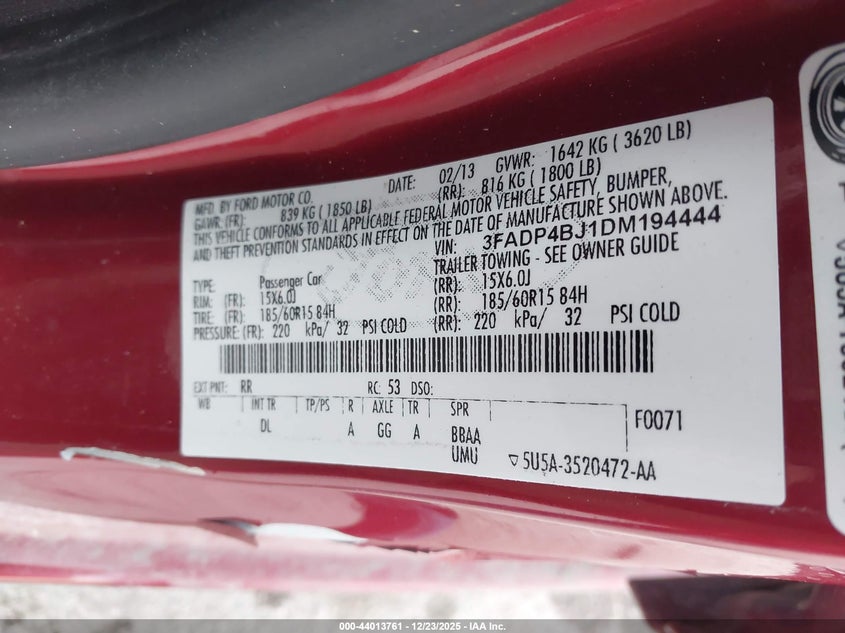 MFD. BY FORD MOTOR CO. DATE: 02/13 GVWR: 1642 KG ( 3620 LB)
GAWR: (FR): 839 KG ( 1850 LB) (RR): 816 KG ( 1800 LB)
THIS VEHICLE CONFORMS TO ALL APPLICABLE FEDERAL MOTOR VEHICLE SAFETY, BUMPER,
AND THEFT PREVENTION STANDARDS IN EFFECT ON THE DATE OF MANUFACTURE SHOWN ABOVE.
VIN: 3FADP4BJ1DM194444
TRAILER TOWING - SEE OWNER GUIDE
TYPE: Passenger Car
RIM: (FR): 15X6.0J (RR): 15X6.0J
TIRE: (FR): 185/60R15 84H (RR): 185/60R15 84H
PRESSURE: (FR): 220 kPa/ 32 PSI COLD (RR): 220 kPa/ 32 PSI COLD
EXT PNT: RR RC: 53 DSO:
WB INT TR TP/PS R AXLE TR SPR F0071
DL A GG A BBAA
UMU 5U5A-3520472-AA
000-44013761 - 12/23/2025 - IAA Inc.